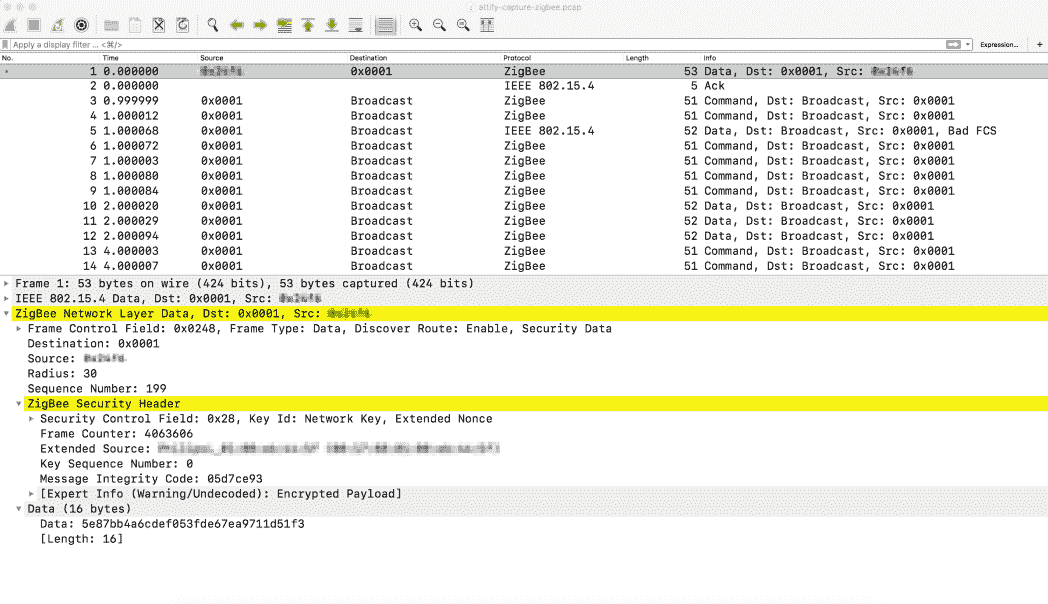 attify-capture-zigbee.pcap
Apply a display filter ... <⌘/>
Expression...
+
No. Time Source Destination Protocol Length Info
1 0.000000 0x0001 ZigBee 53 Data, Dst: 0x0001, Src:
2 0.000000 IEEE 802.15.4 5 Ack
3 0.999999 0x0001 Broadcast ZigBee 51 Command, Dst: Broadcast, Src: 0x0001
4 1.000012 0x0001 Broadcast ZigBee 51 Command, Dst: Broadcast, Src: 0x0001
5 1.000068 0x0001 Broadcast IEEE 802.15.4 52 Data, Dst: Broadcast, Src: 0x0001, Bad FCS
6 1.000072 0x0001 Broadcast ZigBee 51 Command, Dst: Broadcast, Src: 0x0001
7 1.000003 0x0001 Broadcast ZigBee 51 Command, Dst: Broadcast, Src: 0x0001
8 1.000080 0x0001 Broadcast ZigBee 51 Command, Dst: Broadcast, Src: 0x0001
9 1.000084 0x0001 Broadcast ZigBee 51 Command, Dst: Broadcast, Src: 0x0001
10 2.000020 0x0001 Broadcast ZigBee 52 Data, Dst: Broadcast, Src: 0x0001
11 2.000029 0x0001 Broadcast ZigBee 52 Data, Dst: Broadcast, Src: 0x0001
12 2.000094 0x0001 Broadcast ZigBee 52 Data, Dst: Broadcast, Src: 0x0001
13 4.000003 0x0001 Broadcast ZigBee 51 Command, Dst: Broadcast, Src: 0x0001
14 4.000007 0x0001 Broadcast ZigBee 51 Command, Dst: Broadcast, Src: 0x0001
Frame 1: 53 bytes on wire (424 bits), 53 bytes captured (424 bits)
IEEE 802.15.4 Data, Dst: 0x0001, Src:
ZigBee Network Layer Data, Dst: 0x0001, Src:
Frame Control Field: 0x0248, Frame Type: Data, Discover Route: Enable, Security Data
Destination: 0x0001
Source:
Radius: 30
Sequence Number: 199
ZigBee Security Header
Security Control Field: 0x28, Key Id: Network Key, Extended Nonce
Frame Counter: 4063606
Extended Source:
Key Sequence Number: 0
Message Integrity Code: 05d7ce93
[Expert Info (Warning/Undecoded): Encrypted Payload]
Data (16 bytes)
Data: 5e87bb4a6cdef053fde67ea9711d51f3
[Length: 16]